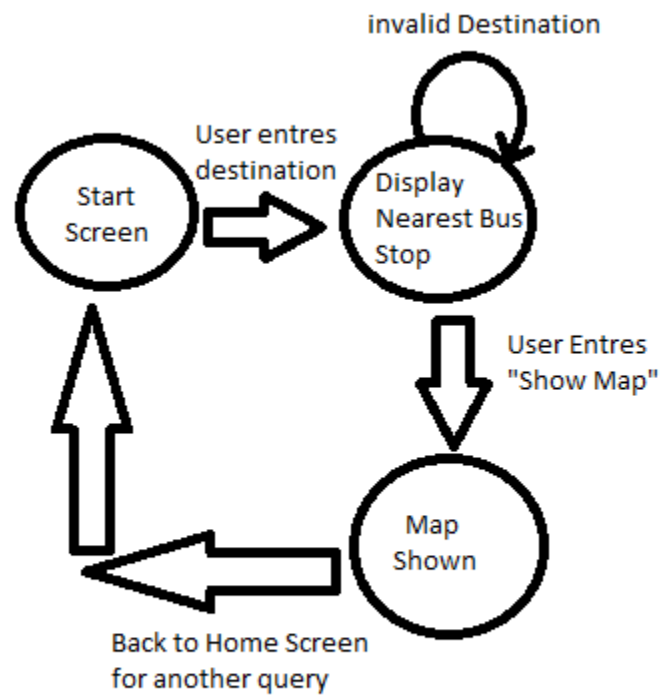 invalid Destination
User entres
destination
Start
Screen
Display
Nearest Bus
Stop
User Entres
"Show Map"
Map
Shown
Back to Home Screen
for another query